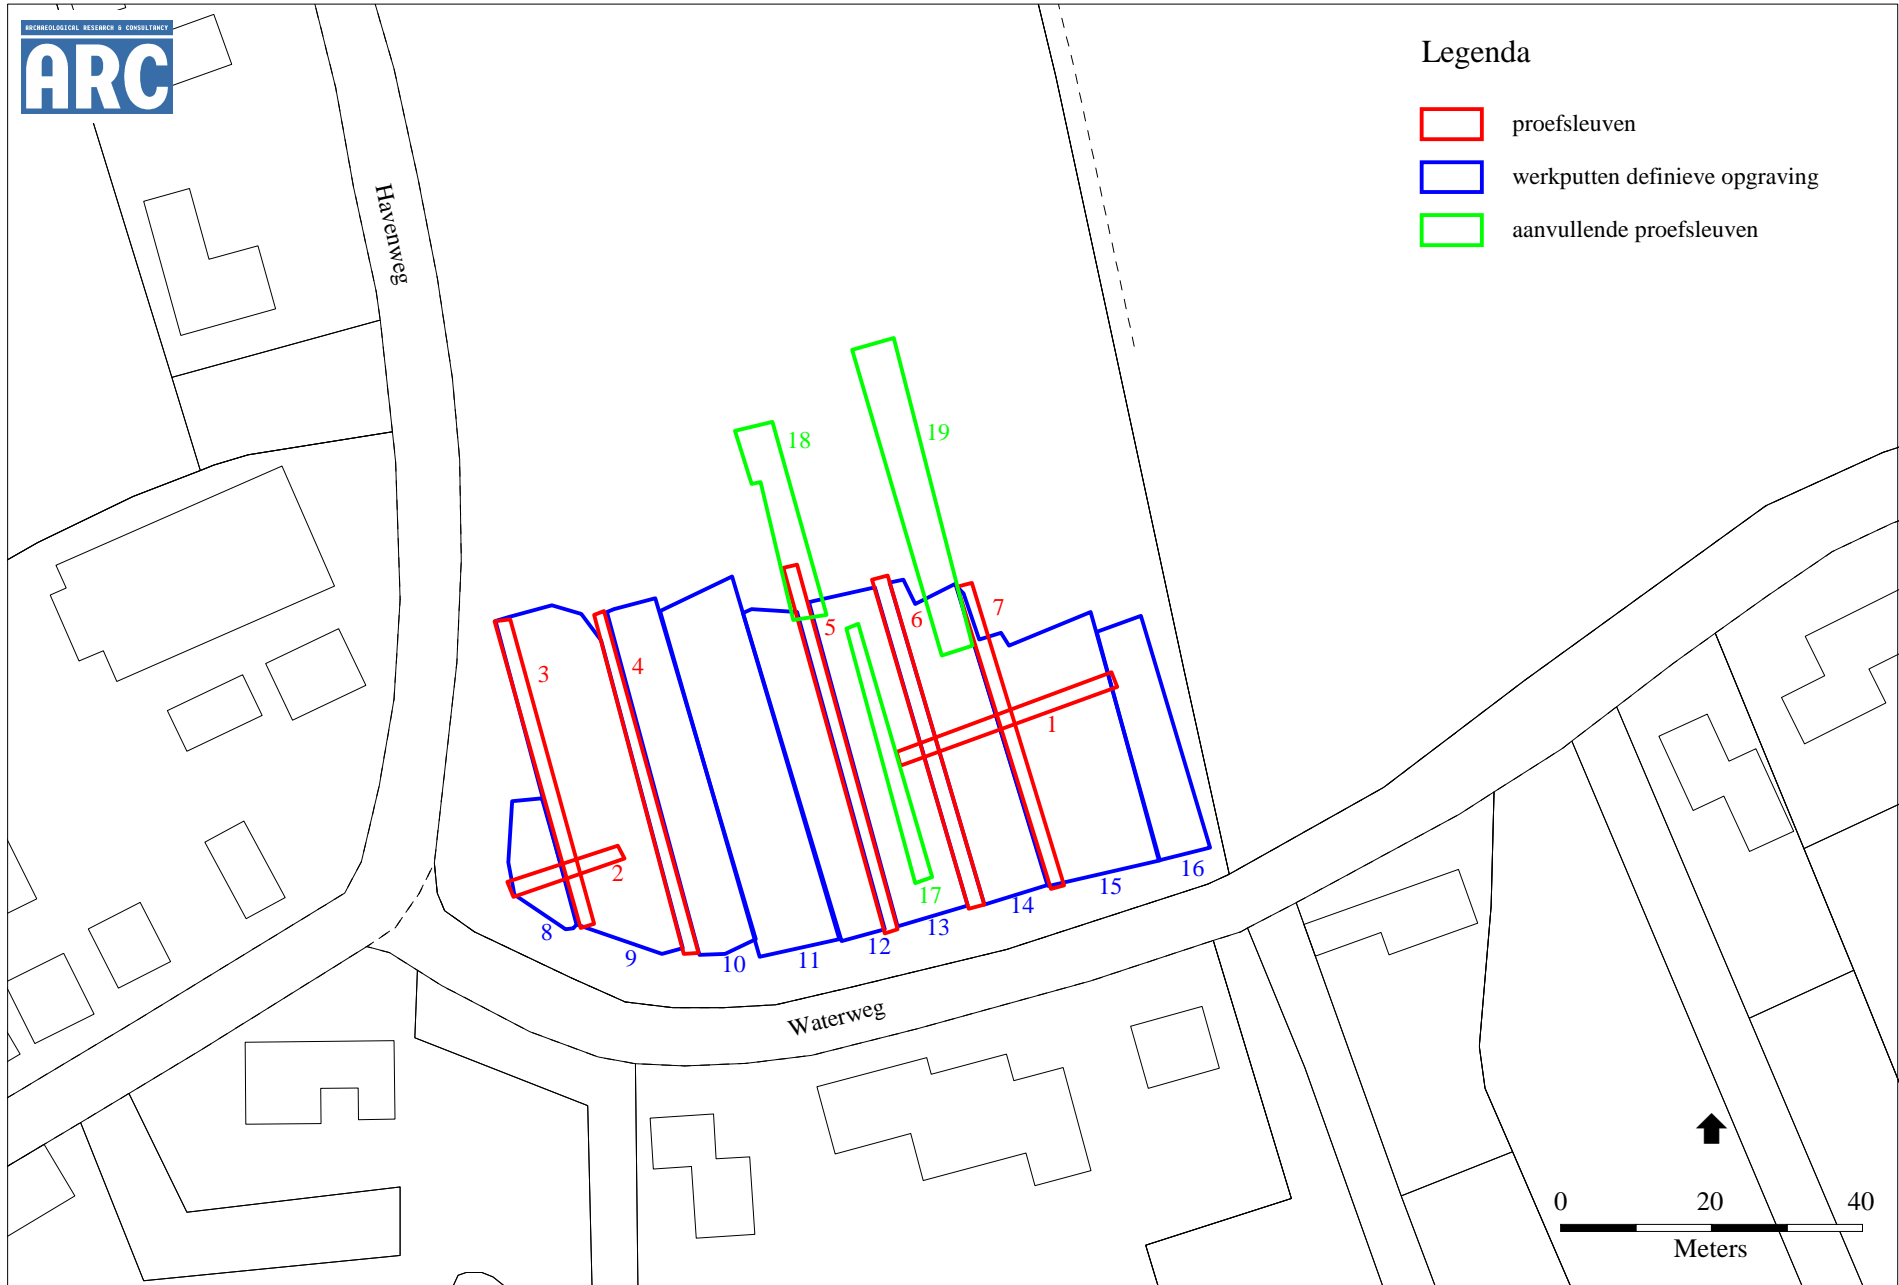 ARCHAEOLOGICAL RESEARCH & CONSULTANCY
ARC
Legenda
proefsleuven
werkputten definieve opgraving
aanvullende proefsleuven
Havenweg
18
19
5
6
7
3
4
1
2
17
8
9
10
11
12
13
14
15
16
Waterweg
0 20 40
Meters